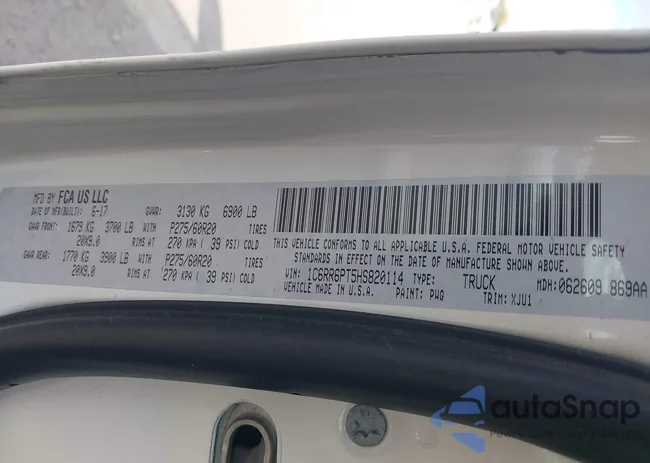 MFD BY FCA US LLC
DATE OF MFR(BUILT): 6-17 GVWR: 3130 KG 6900 LB
GAWR FRONT: 1679 KG 3700 LB P275/60R20 TIRES
20X9.0 RIMS AT 270 KPA ( 39 PSI) COLD
GAWR REAR: 1770 KG 3900 LB P275/60R20 TIRES
20X9.0 RIMS AT 270 KPA ( 39 PSI) COLD
THIS VEHICLE CONFORMS TO ALL APPLICABLE U.S.A. FEDERAL MOTOR VEHICLE SAFETY
STANDARDS IN EFFECT ON THE DATE OF MANUFACTURE SHOWN ABOVE.
VIN: 1C6RR6PT5HS820114 TYPE: TRUCK MDH: 062609 869AA
VEHICLE MADE IN U.S.A. PAINT: PWQ TRIM: XJU1
autaSnap